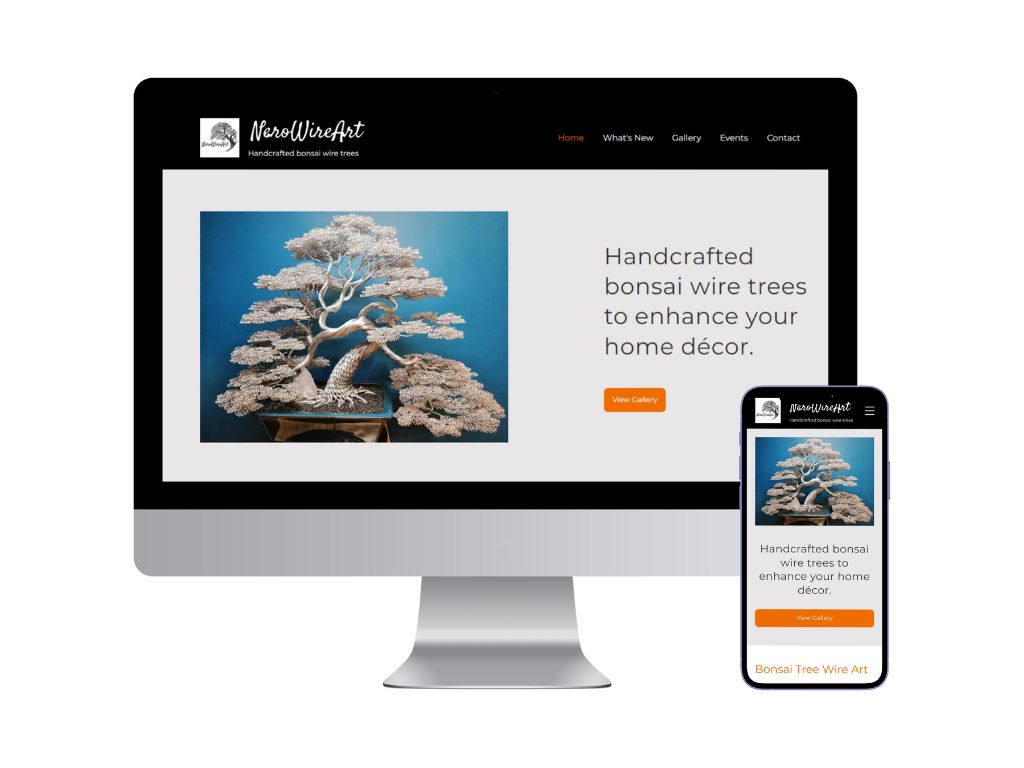 NaroWireArt
Handcrafted bonsai wire trees
Home What's New Gallery Events Contact
Handcrafted
bonsai wire trees
to enhance your
home décor.
View Gallery
NaroWireArt
Handcrafted bonsai wire trees
Handcrafted bonsai
wire trees to
enhance your home
décor.
View Gallery
Bonsai Tree Wire Art